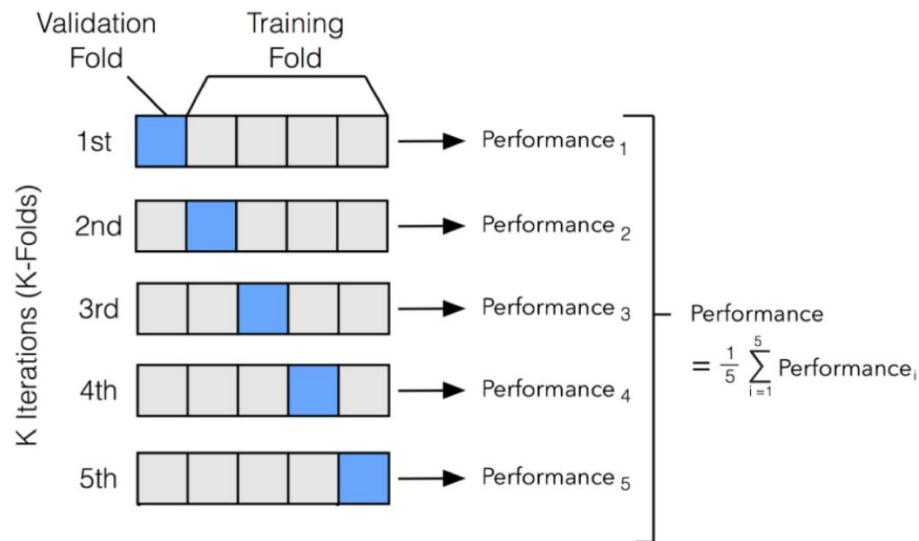 Validation
Fold
Training
Fold
K Iterations (K-Folds)
1st
Performance 1
2nd
Performance 2
3rd
Performance 3
4th
Performance 4
5th
Performance 5
Performance
= 1/5 5 ∑ i=1 Performance i